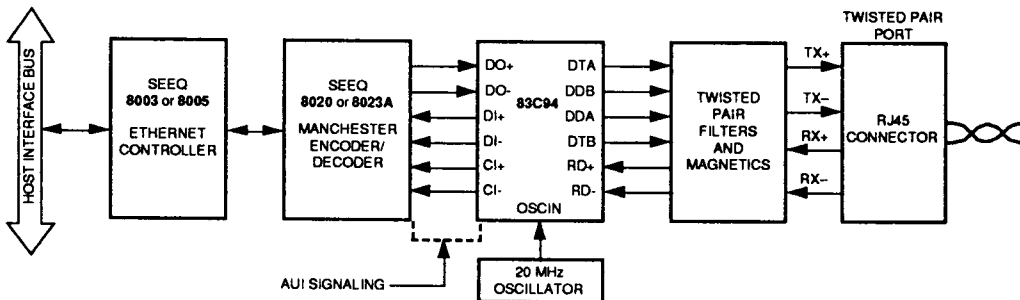 TWISTED PAIR
PORT
HOST INTERFACE BUS
SEEQ
8003 or 8005
ETHERNET
CONTROLLER
SEEQ
8020 or 8023A
MANCHESTER
ENCODER/
DECODER
DO+
DO-
DI+
DI-
CI+
CI-
83C94
DTA
DDB
DDA
DTB
RD+
RD-
OSCIN
TWISTED
PAIR
FILTERS
AND
MAGNETICS
TX+
TX–
RX+
RX–
RJ45
CONNECTOR
AUI SIGNALING
20 MHz
OSCILLATOR